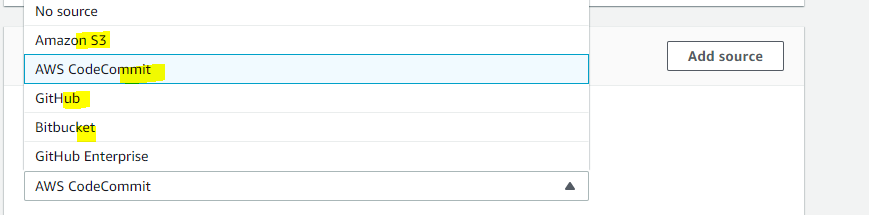 No source
Amazon S3
AWS CodeCommit
Add source
GitHub
Bitbucket
GitHub Enterprise
AWS CodeCommit